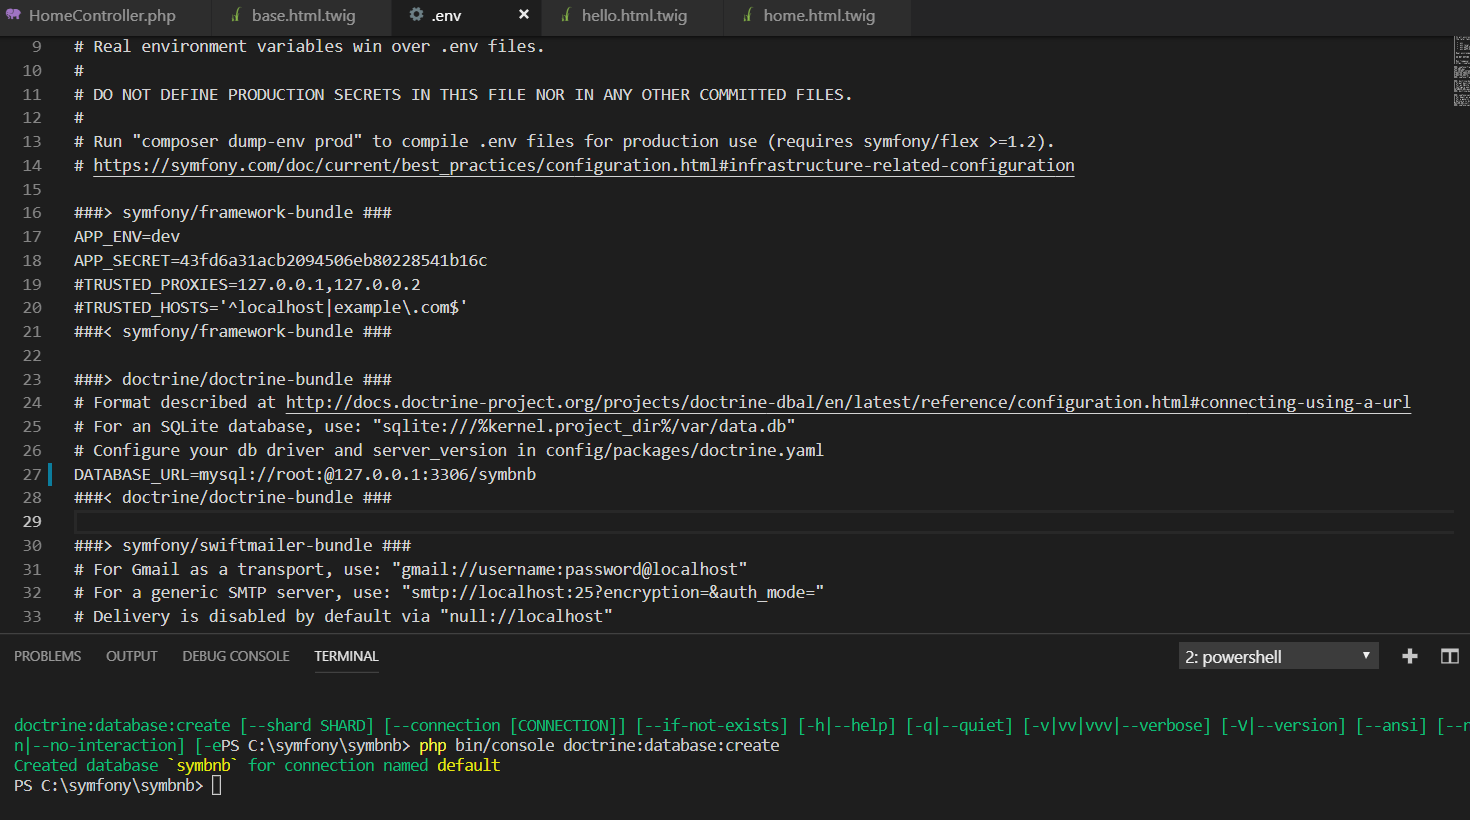 HomeController.php base.html.twig .env × hello.html.twig home.html.twig
9 # Real environment variables win over .env files.
10 #
11 # DO NOT DEFINE PRODUCTION SECRETS IN THIS FILE NOR IN ANY OTHER COMMITTED FILES.
12 #
13 # Run "composer dump-env prod" to compile .env files for production use (requires symfony/flex >=1.2).
14 # https://symfony.com/doc/current/best_practices/configuration.html#infrastructure-related-configuration
15
16 ###> symfony/framework-bundle ###
17 APP_ENV=dev
18 APP_SECRET=43fd6a31acb2094506eb80228541b16c
19 #TRUSTED_PROXIES=127.0.0.1,127.0.0.2
20 #TRUSTED_HOSTS='^localhost|example\.com$'
21 ###< symfony/framework-bundle ###
22
23 ###> doctrine/doctrine-bundle ###
24 # Format described at http://docs.doctrine-project.org/projects/doctrine-dbal/en/latest/reference/configuration.html#connecting-using-a-url
25 # For an SQLite database, use: "sqlite:///%kernel.project_dir%/var/data.db"
26 # Configure your db driver and server_version in config/packages/doctrine.yaml
27 DATABASE_URL=mysql://root:@127.0.0.1:3306/symbnb
28 ###< doctrine/doctrine-bundle ###
29
30 ###> symfony/swiftmailer-bundle ###
31 # For Gmail as a transport, use: "gmail://username:password@localhost"
32 # For a generic SMTP server, use: "smtp://localhost:25?encryption=&auth_mode="
33 # Delivery is disabled by default via "null://localhost"
PROBLEMS OUTPUT DEBUG CONSOLE TERMINAL 2: powershell
doctrine:database:create [--shard SHARD] [--connection [CONNECTION]] [--if-not-exists] [-h|--help] [-q|--quiet] [-v|vv|vvv|--verbose] [-V|--version] [--ansi] [--n
n|--no-interaction] [-ePS C:\symfony\symbnb> php bin/console doctrine:database:create
Created database `symbnb` for connection named default
PS C:\symfony\symbnb>